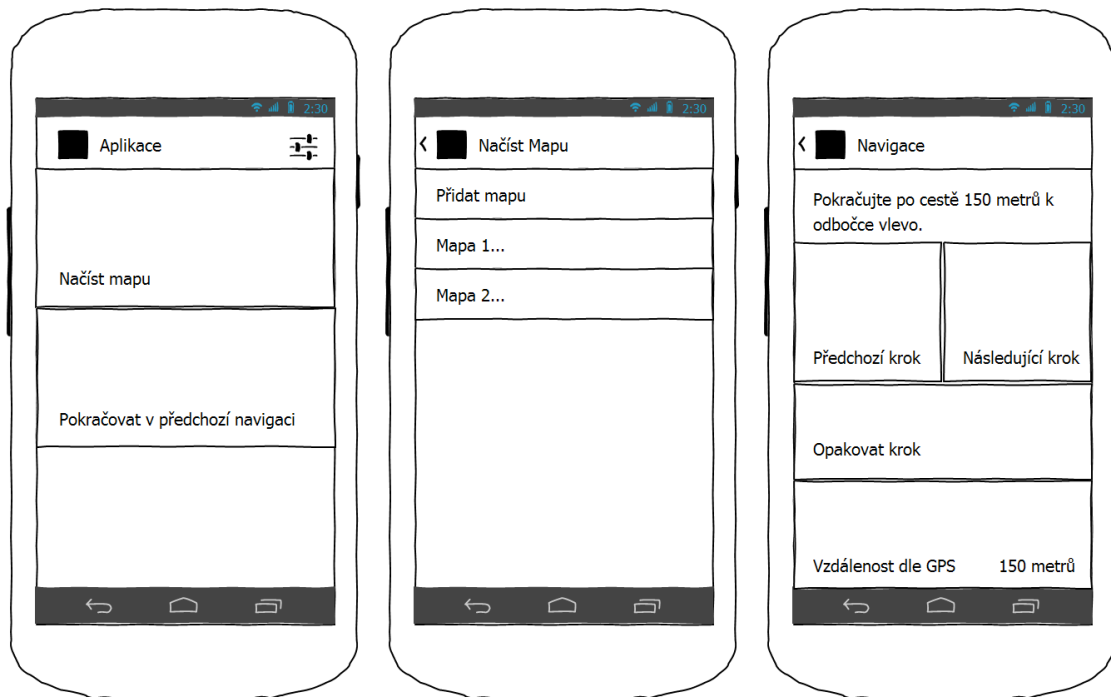 2:30
Aplikace
Načíst mapu
Pokračovat v předchozí navigaci
2:30
Načíst Mapu
Přidat mapu
Mapa 1...
Mapa 2...
2:30
Navigace
Pokračujte po cestě 150 metrů k
odbočce vlevo.
Předchozí krok
Následující krok
Opakovat krok
Vzdálenost dle GPS 150 metrů